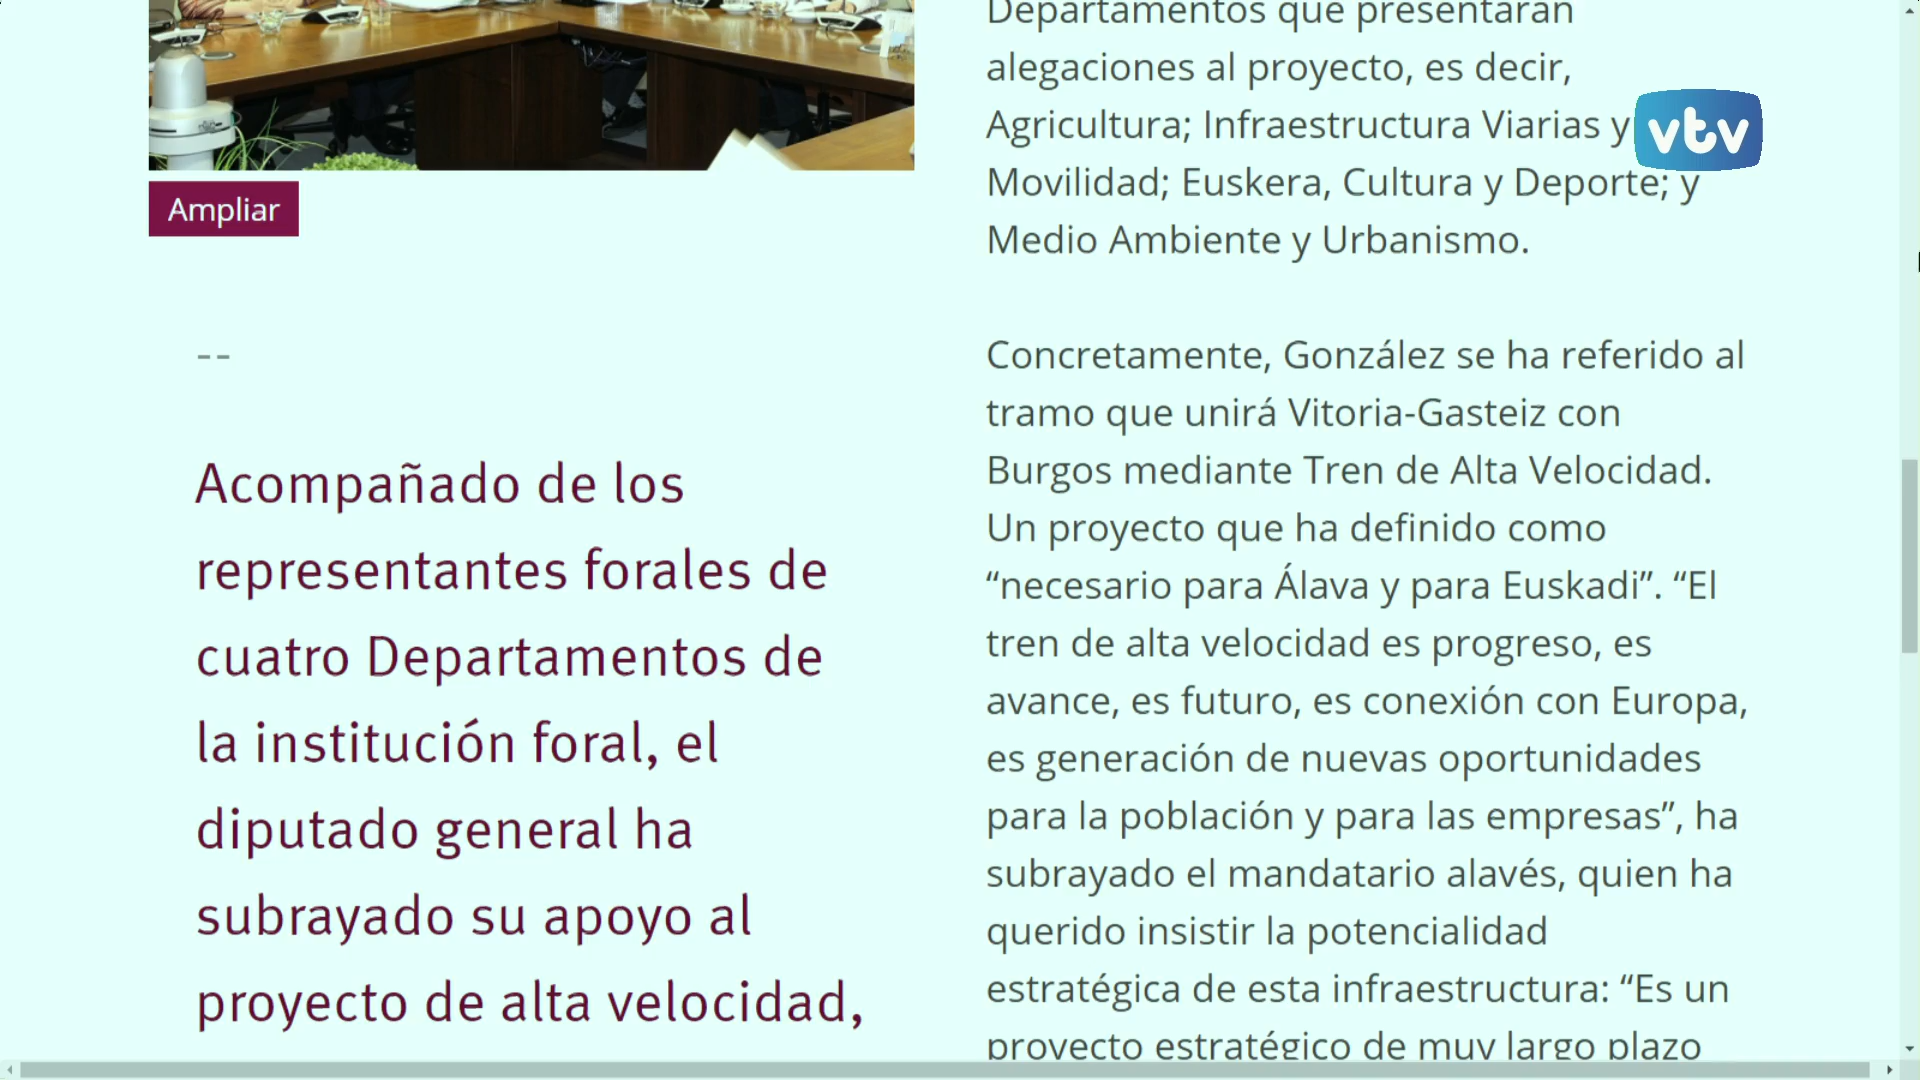 Ampliar
--
Acompañado de los
representantes forales de
cuatro Departamentos de
la institución foral, el
diputado general ha
subrayado su apoyo al
proyecto de alta velocidad,
Departamentos que presentarán
alegaciones al proyecto, es decir,
Agricultura; Infraestructura Viarias y
Movilidad; Euskera, Cultura y Deporte; y
Medio Ambiente y Urbanismo.
Concretamente, González se ha referido al
tramo que unirá Vitoria-Gasteiz con
Burgos mediante Tren de Alta Velocidad.
Un proyecto que ha definido como
“necesario para Álava y para Euskadi”. “El
tren de alta velocidad es progreso, es
avance, es futuro, es conexión con Europa,
es generación de nuevas oportunidades
para la población y para las empresas”, ha
subrayado el mandatario alavés, quien ha
querido insistir la potencialidad
estratégica de esta infraestructura: “Es un
proyecto estratégico de muy largo plazo
vtv